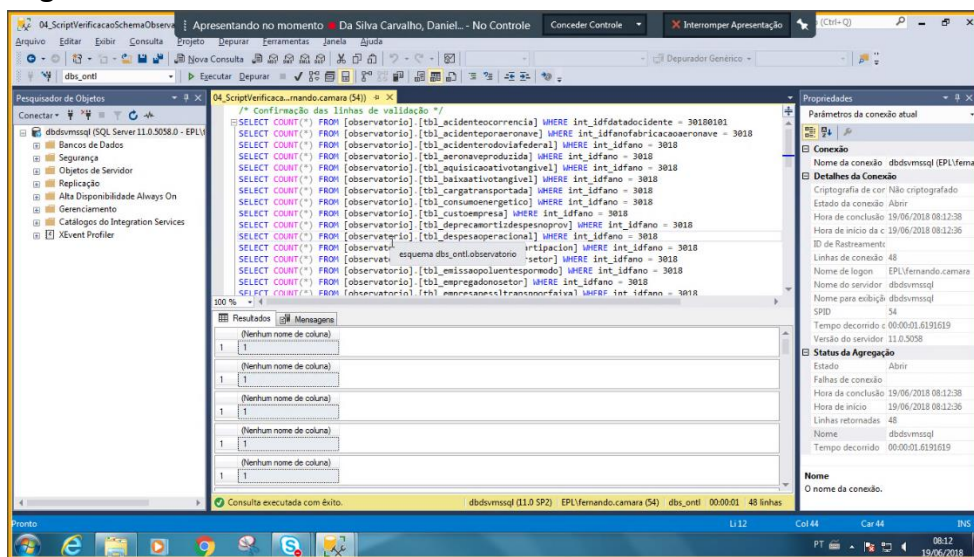 04_ScriptVerificacaoSchemaObserva
Apresentando no momento
Da Silva Carvalho, Daniel... - No Controle
Conceder Controle
Interromper Apresentação
(Ctrl+Q)
Arquivo Editar Exibir Consulta Projeto Depurar Ferramentas Janela Ajuda
Nova Consulta
Depurador Genérico
dbs_ontl
Executar Depurar
Pesquisador de Objetos
Conectar
dbdsvmssql (SQL Server 11.0.5058.0 - EPL\f
Bancos de Dados
Segurança
Objetos de Servidor
Replicação
Alta Disponibilidade Always On
Gerenciamento
Catálogos do Integration Services
XEvent Profiler
04_ScriptVerificaca...rnando.camara (54))
/* Confirmação das linhas de validação */
SELECT COUNT(*) FROM [observatorio].[tbl_acidenteocorrencia] WHERE int_idfdatadocidente = 30180101
SELECT COUNT(*) FROM [observatorio].[tbl_acidenteporaeronave] WHERE int_idfanofabricacaoaeronave = 3018
SELECT COUNT(*) FROM [observatorio].[tbl_acidenterodoviafederal] WHERE int_idfano = 3018
SELECT COUNT(*) FROM [observatorio].[tbl_aeronaveproduzida] WHERE int_idfano = 3018
SELECT COUNT(*) FROM [observatorio].[tbl_aquisicaoativotangivel] WHERE int_idfano = 3018
SELECT COUNT(*) FROM [observatorio].[tbl_baixaativotangivel] WHERE int_idfano = 3018
SELECT COUNT(*) FROM [observatorio].[tbl_cargatransportada] WHERE int_idfano = 3018
SELECT COUNT(*) FROM [observatorio].[tbl_consumoenergetico] WHERE int_idfano = 3018
SELECT COUNT(*) FROM [observatorio].[tbl_custoempresa] WHERE int_idfano = 3018
SELECT COUNT(*) FROM [observatorio].[tbl_deprecamortizdespesnoprov] WHERE int_idfano = 3018
SELECT COUNT(*) FROM [observatorio].[tbl_despesaoperacional] WHERE int_idfano = 3018
SELECT COUNT(*) FROM [observato rtipacion] WHERE int_idfano = 3018
SELECT COUNT(*) FROM [observato rsetor] WHERE int_idfano = 3018
esquema dbs_ontl.observatorio
SELECT COUNT(*) FROM [observatorio].[tbl_emissaopoluentespormodo] WHERE int_idfano = 3018
SELECT COUNT(*) FROM [observatorio].[tbl_empregadonosetor] WHERE int_idfano = 3018
SELECT COUNT(*) FROM [observatorio].[tbl_empresapessltransnporfaixa] WHERE int_idfano = 3018
100 %
Resultados Mensagens
(Nenhum nome de coluna)
1 1
(Nenhum nome de coluna)
1 1
(Nenhum nome de coluna)
1 1
(Nenhum nome de coluna)
1 1
(Nenhum nome de coluna)
1 1
Consulta executada com êxito.
dbdsvmssql (11.0 SP2) EPL\fernando.camara (54) dbs_ontl 00:00:01 48 linhas
Propriedades
Parâmetros da conexão atual
Conexão
Nome da conexão dbdsvmssql (EPL\ferna
Detalhes da Conexão
Criptografia de cor Não criptografado
Estado da conexão Abrir
Hora de conclusão 19/06/2018 08:12:38
Hora de início da c 19/06/2018 08:12:36
ID de Rastreamento
Linhas de conexão 48
Nome de logon EPL\fernando.camara
Nome do servidor dbdsvmssql
Nome para exibiçã dbdsvmssql
SPID 54
Tempo decorrido c 00:00:01.6191619
Versão do servidor 11.0.5058
Status da Agregação
Estado Abrir
Falhas de conexão
Hora da conclusão 19/06/2018 08:12:38
Hora de início 19/06/2018 08:12:36
Linhas retornadas 48
Nome dbdsvmssql
Tempo decorrido 00:00:01.6191619
Nome
O nome da conexão.
Pronto
Li 12 Col 44 Car 44 INS
PT
08:12
19/06/2018